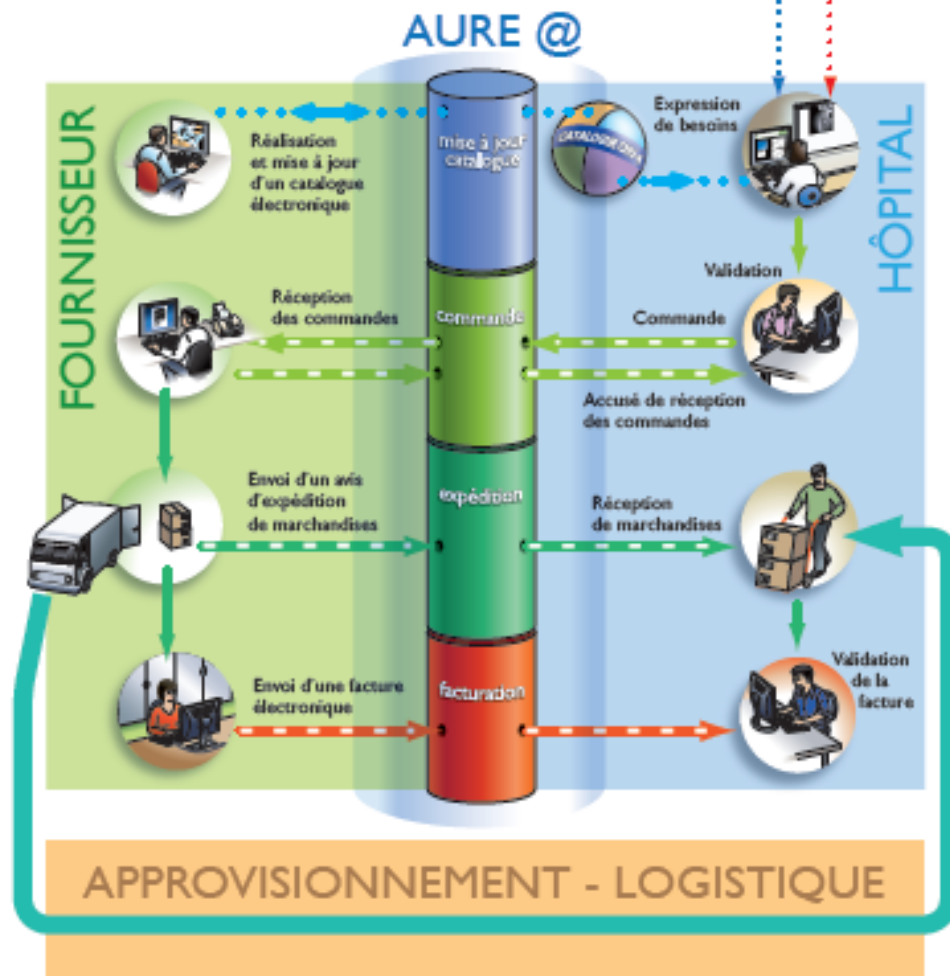 AURE @
FOURNISSEUR
HÔPITAL
Réalisation
et mise à jour
d'un catalogue
électronique
mise à jour
catalogue
Expression
de besoins
Validation
Réception
des commandes
commande
Commande
Accusé de réception
des commandes
Envoi d'un avis
d'expédition
de marchandises
expédition
Réception
de marchandises
Envoi d'une facture
électronique
facturation
Validation
de la
facture
APPROVISIONNEMENT - LOGISTIQUE